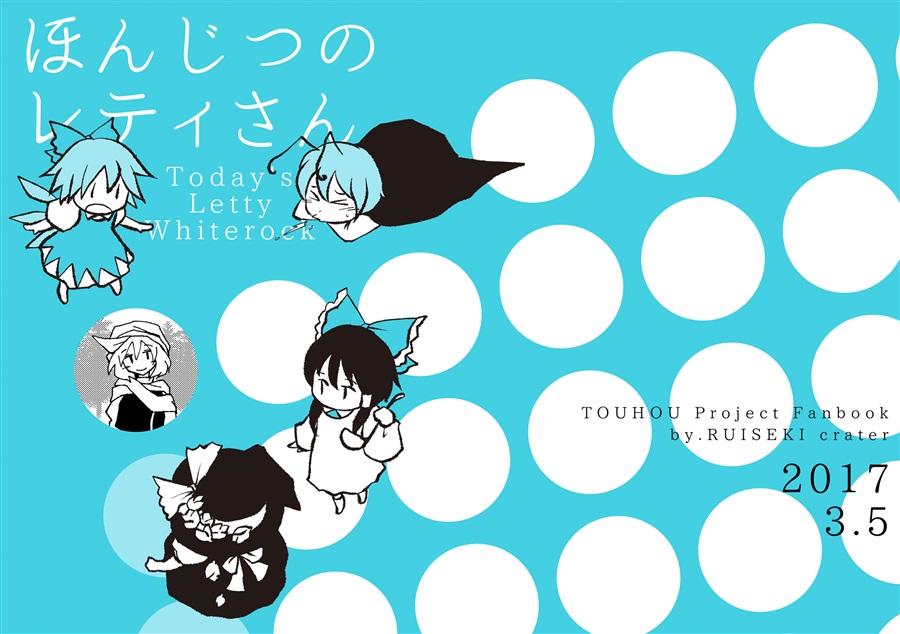 ほんじつの
レティさん
Today's
Letty
Whiterock
TOUHOU Project Fanbook
by.RUISEKI crater
2017
3.5